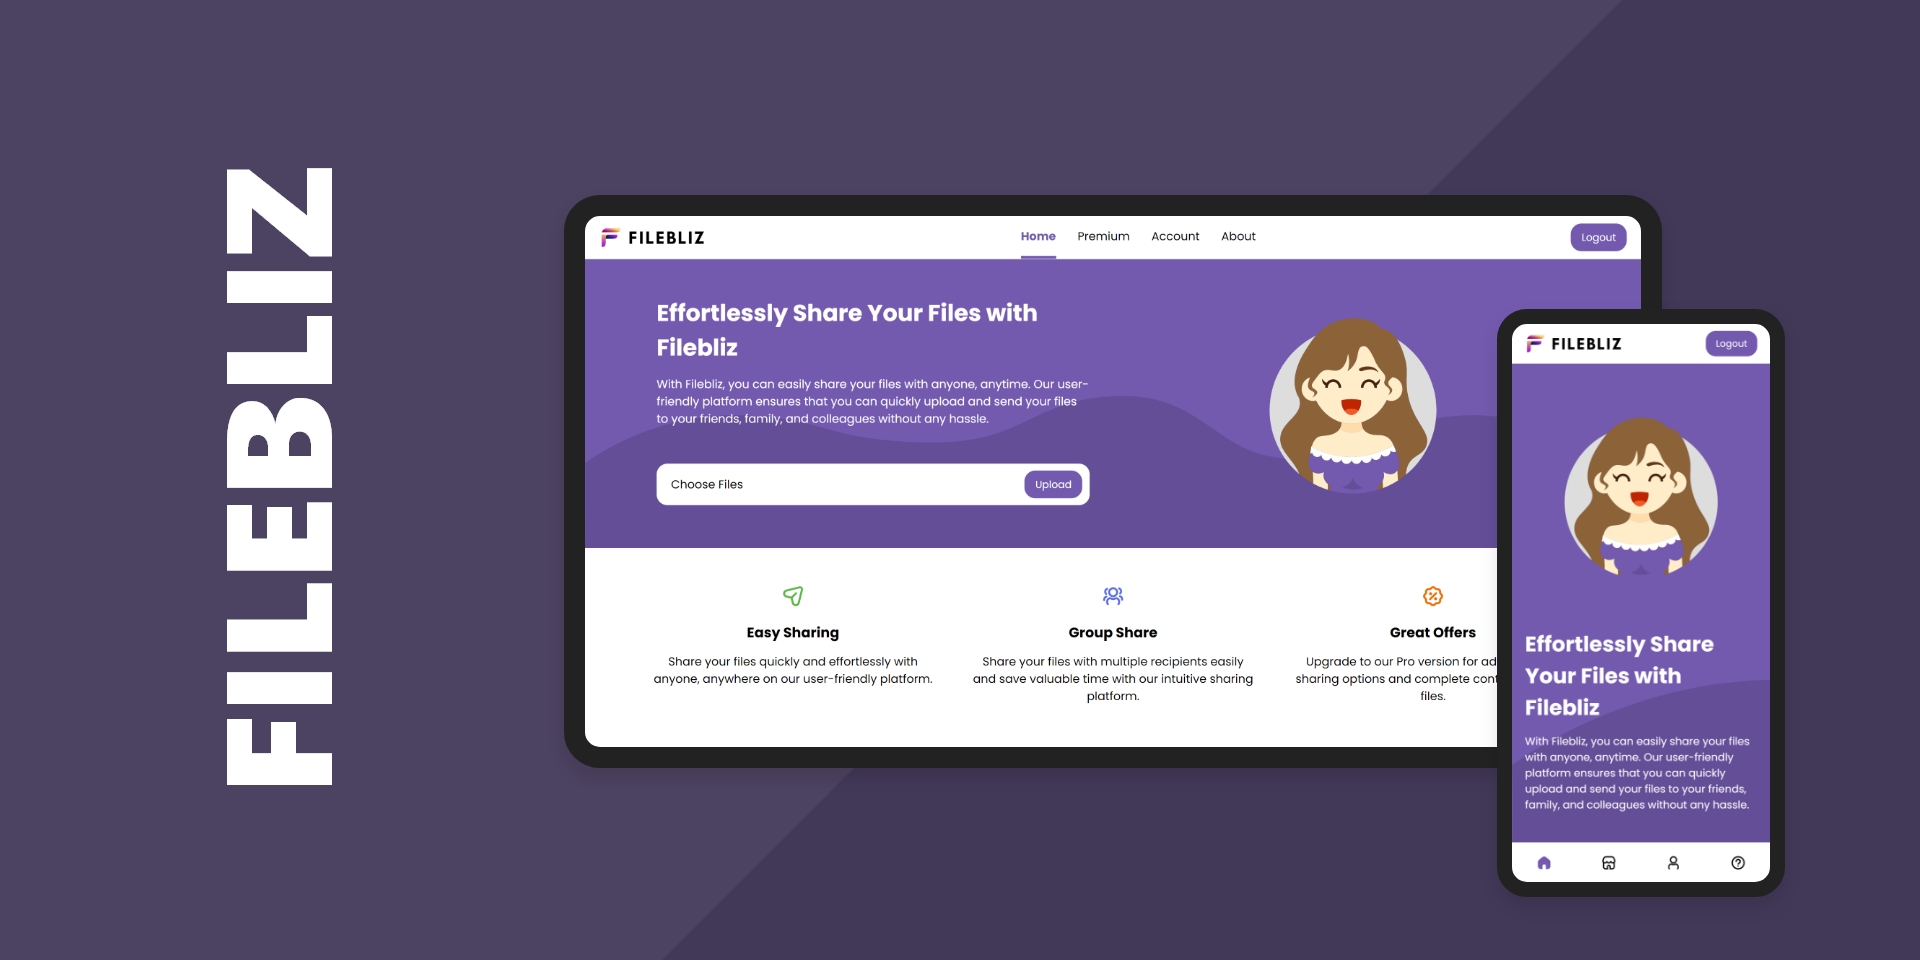 FILEBLIZ
FILEBLIZ
Home Premium Account About
Logout
Effortlessly Share Your Files with
Filebliz
With Filebliz, you can easily share your files with anyone, anytime. Our user-
friendly platform ensures that you can quickly upload and send your files
to your friends, family, and colleagues without any hassle.
Choose Files
Upload
Easy Sharing
Share your files quickly and effortlessly with
anyone, anywhere on our user-friendly platform.
Group Share
Share your files with multiple recipients easily
and save valuable time with our intuitive sharing
platform.
Great Offers
Upgrade to our Pro version for
sharing options and complete
files.
FILEBLIZ
Logout
Effortlessly Share
Your Files with
Filebliz
With Filebliz, you can easily share your files
with anyone, anytime. Our user-friendly
platform ensures that you can quickly
upload and send your files to your friends,
family, and colleagues without any hassle.